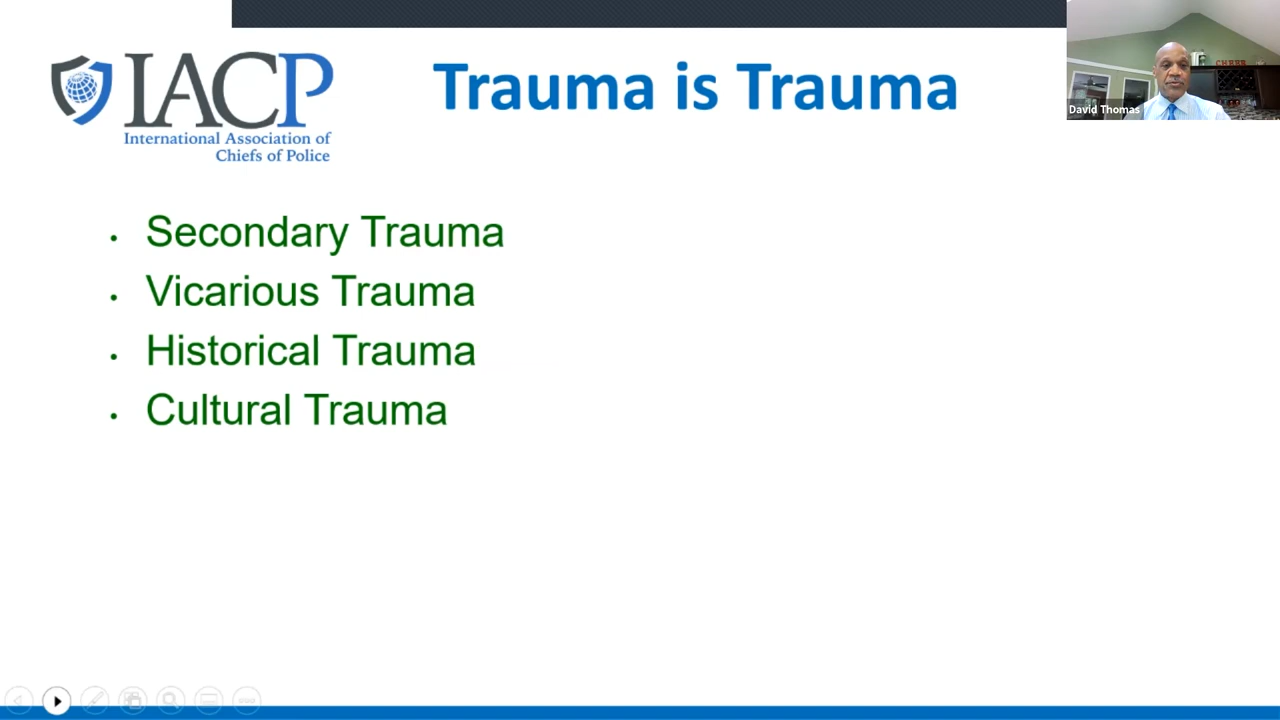 IACP
International Association of
Chiefs of Police
Trauma is Trauma
David Thomas
• Secondary Trauma
• Vicarious Trauma
• Historical Trauma
• Cultural Trauma